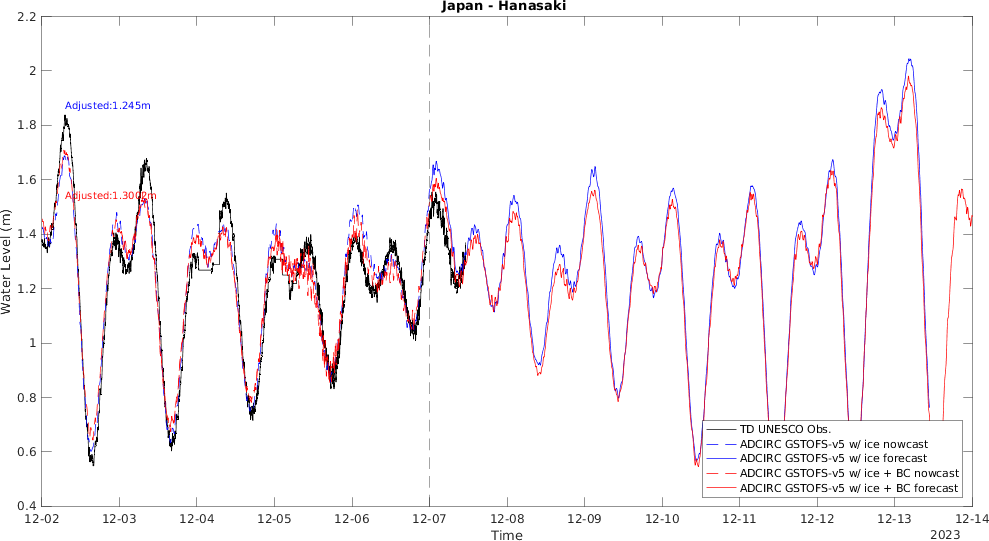 Japan - Hanasaki
2.2
2
1.8
1.6
1.4
1.2
1
0.8
0.6
0.4
Water Level (m)
Adjusted:1.245m
Adjusted:1.3002m
TD UNESCO Obs.
ADCIRC GSTOFS-v5 w/ ice nowcast
ADCIRC GSTOFS-v5 w/ ice forecast
ADCIRC GSTOFS-v5 w/ ice + BC nowcast
ADCIRC GSTOFS-v5 w/ ice + BC forecast
12-02 12-03 12-04 12-05 12-06 12-07 12-08 12-09 12-10 12-11 12-12 12-13 12-14
Time
2023